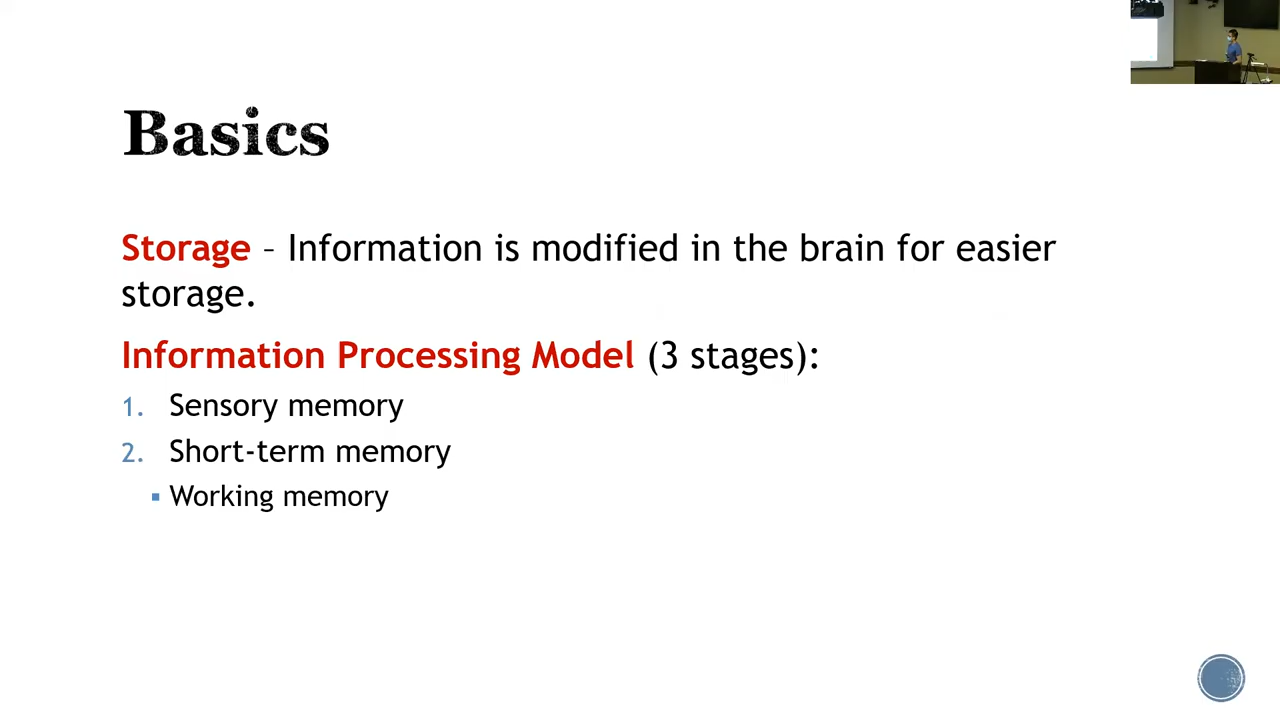 Basics
Storage – Information is modified in the brain for easier
storage.
Information Processing Model (3 stages):
1. Sensory memory
2. Short-term memory
▪ Working memory